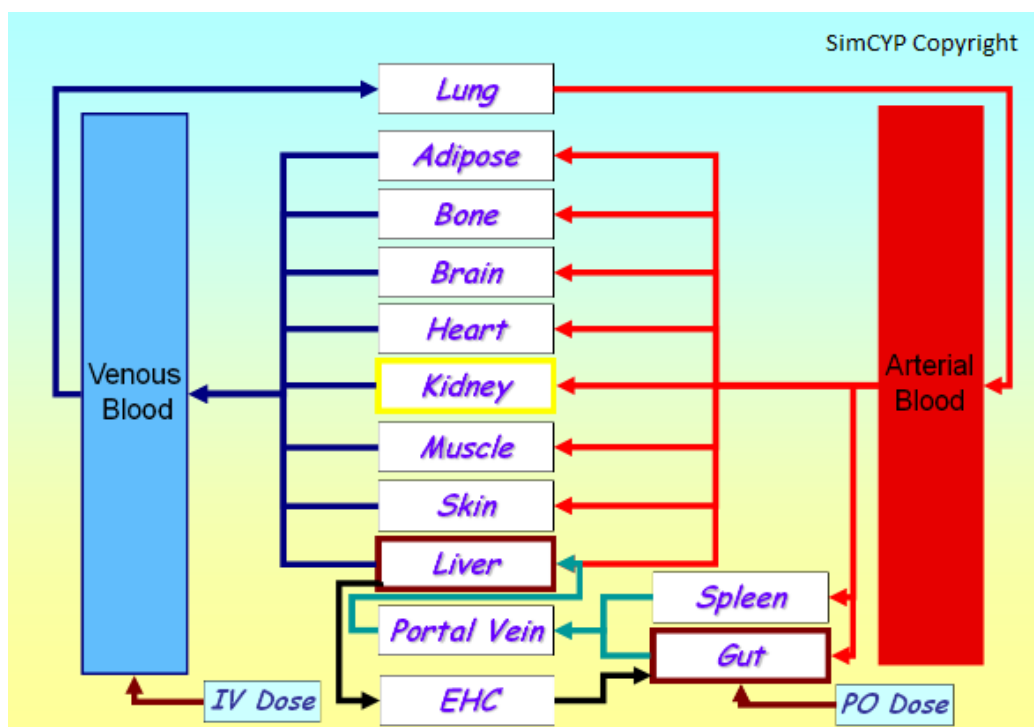 SimCYP Copyright
Lung
Adipose
Bone
Brain
Heart
Kidney
Muscle
Skin
Liver
Portal Vein
EHC
Spleen
Gut
Venous
Blood
Arterial
Blood
IV Dose
PO Dose